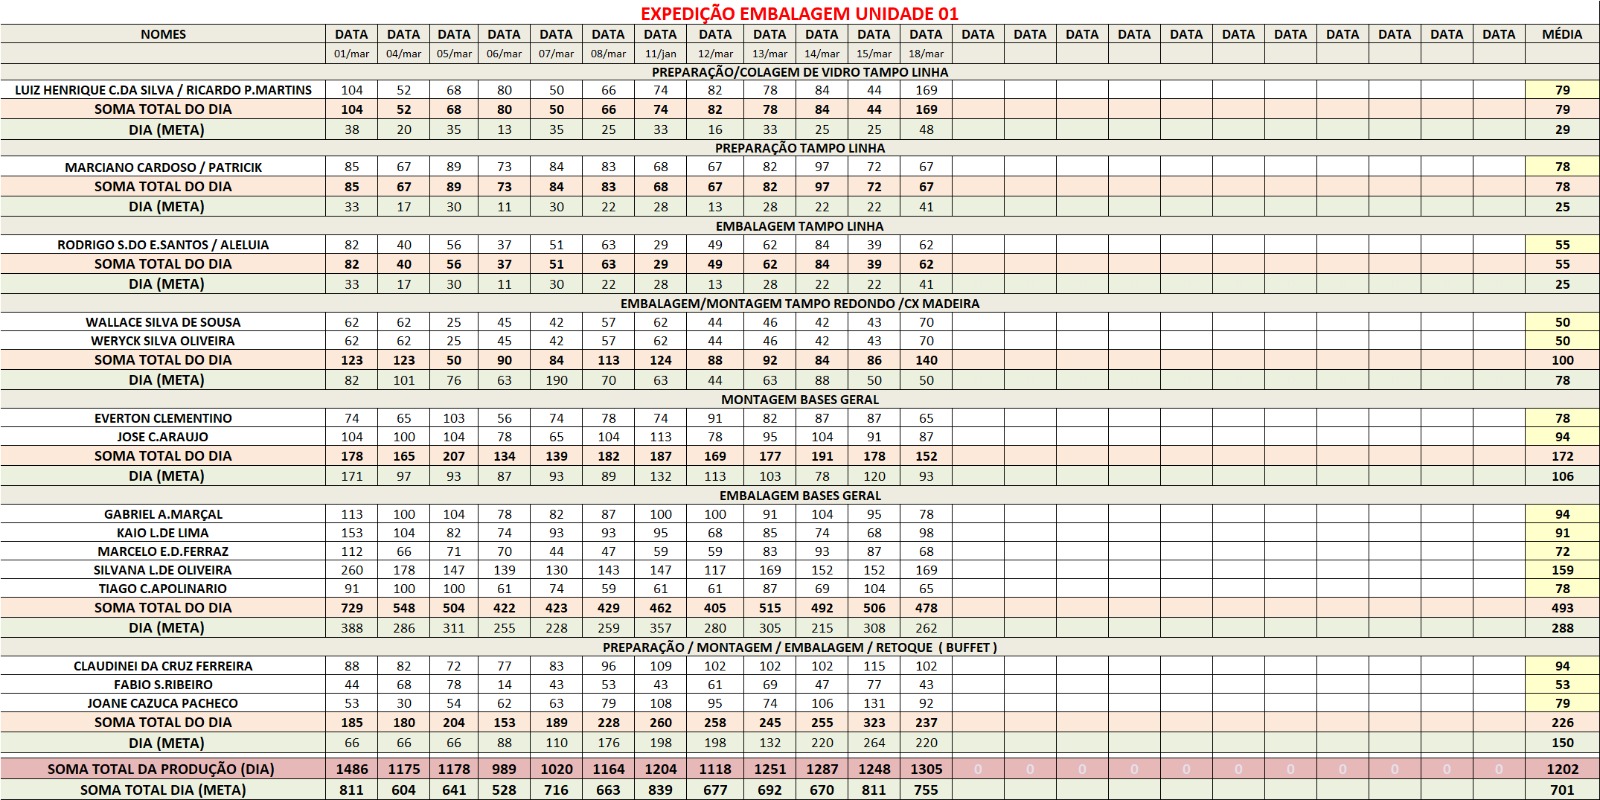 EXPEDIÇÃO EMBALAGEM UNIDADE 01
NOMES DATA DATA DATA DATA DATA DATA DATA DATA DATA DATA DATA DATA DATA DATA DATA DATA DATA DATA DATA DATA DATA DATA DATA MÉDIA
01/mar 04/mar 05/mar 06/mar 07/mar 08/mar 11/jan 12/mar 13/mar 14/mar 15/mar 18/mar
PREPARAÇÃO/COLAGEM DE VIDRO TAMPO LINHA
LUIZ HENRIQUE C.DA SILVA / RICARDO P.MARTINS 104 52 68 80 50 66 74 82 78 84 44 169 79
SOMA TOTAL DO DIA 104 52 68 80 50 66 74 82 78 84 44 169 79
DIA (META) 38 20 35 13 35 25 33 16 33 25 25 48 29
PREPARAÇÃO TAMPO LINHA
MARCIANO CARDOSO / PATRICIK 85 67 89 73 84 83 68 67 82 97 72 67 78
SOMA TOTAL DO DIA 85 67 89 73 84 83 68 67 82 97 72 67 78
DIA (META) 33 17 30 11 30 22 28 13 28 22 22 41 25
EMBALAGEM TAMPO LINHA
RODRIGO S.DO E.SANTOS / ALELUIA 82 40 56 37 51 63 29 49 62 84 39 62 55
SOMA TOTAL DO DIA 82 40 56 37 51 63 29 49 62 84 39 62 55
DIA (META) 33 17 30 11 30 22 28 13 28 22 22 41 25
EMBALAGEM/MONTAGEM TAMPO REDONDO /CX MADEIRA
WALLACE SILVA DE SOUSA 62 62 25 45 42 57 62 44 46 42 43 70 50
WERYCK SILVA OLIVEIRA 62 62 25 45 42 57 62 44 46 42 43 70 50
SOMA TOTAL DO DIA 123 123 50 90 84 113 124 88 92 84 86 140 100
DIA (META) 82 101 76 63 190 70 63 44 63 88 50 50 78
MONTAGEM BASES GERAL
EVERTON CLEMENTINO 74 65 103 56 74 78 74 91 82 87 87 65 78
JOSE C.ARAUJO 104 100 104 78 65 104 113 78 95 104 91 87 94
SOMA TOTAL DO DIA 178 165 207 134 139 182 187 169 177 191 178 152 172
DIA (META) 171 97 93 87 93 89 132 113 103 78 120 93 106
EMBALAGEM BASES GERAL
GABRIEL A.MARÇAL 113 100 104 78 82 87 100 100 91 104 95 78 94
KAIO L.DE LIMA 153 104 82 74 93 93 95 68 85 74 68 98 91
MARCELO E.D.FERRAZ 112 66 71 70 44 47 59 59 83 93 87 68 72
SILVANA L.DE OLIVEIRA 260 178 147 139 130 143 147 117 169 152 152 169 159
TIAGO C.APOLINARIO 91 100 100 61 74 59 61 61 87 69 104 65 78
SOMA TOTAL DO DIA 729 548 504 422 423 429 462 405 515 492 506 478 493
DIA (META) 388 286 311 255 228 259 357 280 305 215 308 262 288
PREPARAÇÃO / MONTAGEM / EMBALAGEM / RETOQUE ( BUFFET )
CLAUDINEI DA CRUZ FERREIRA 88 82 72 77 83 96 109 102 102 102 115 102 94
FABIO S.RIBEIRO 44 68 78 14 43 53 43 61 69 47 77 43 53
JOANE CAZUCA PACHECO 53 30 54 62 63 79 108 95 74 106 131 92 79
SOMA TOTAL DO DIA 185 180 204 153 189 228 260 258 245 255 323 237 226
DIA (META) 66 66 66 88 110 176 198 198 132 220 264 220 150
SOMA TOTAL DA PRODUÇÃO (DIA) 1486 1175 1178 989 1020 1164 1204 1118 1251 1287 1248 1305 0 0 0 0 0 0 0 0 0 0 0 1202
SOMA TOTAL DIA (META) 811 604 641 528 716 663 839 677 692 670 811 755 701